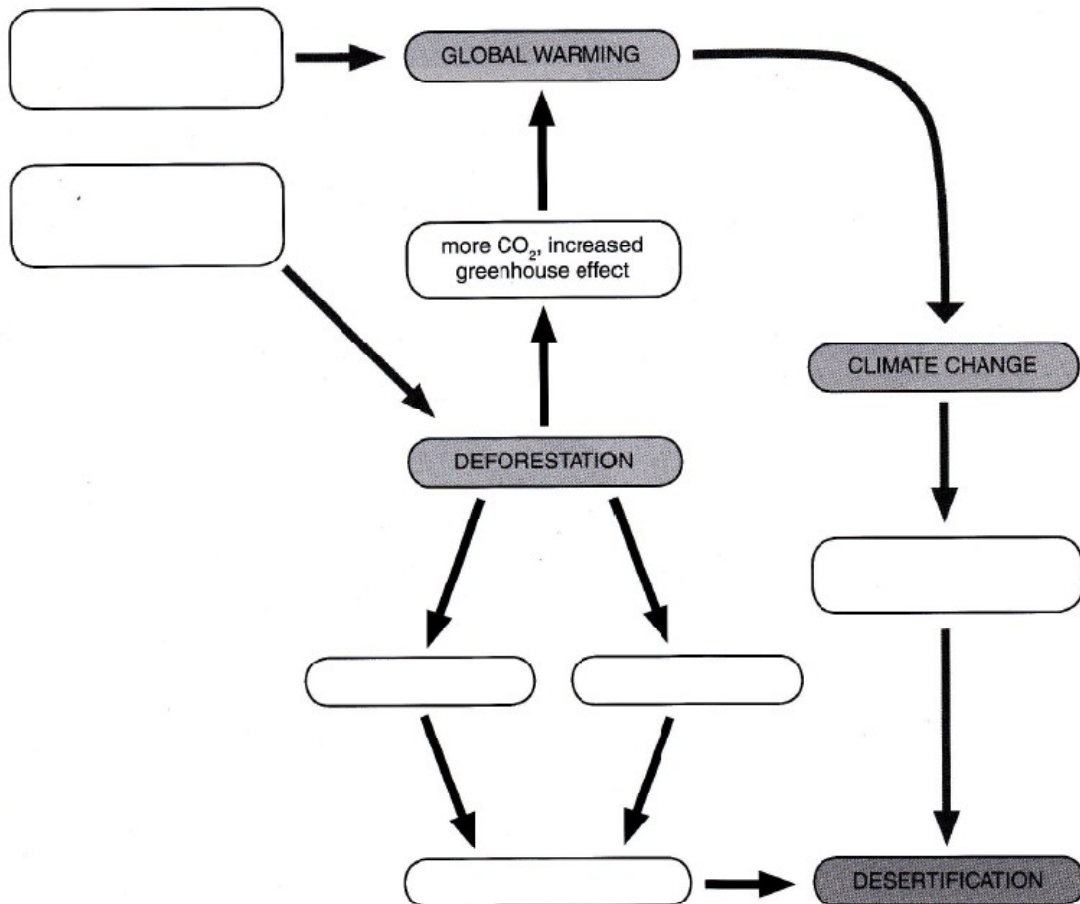 GLOBAL WARMING
more CO₂, increased
greenhouse effect
CLIMATE CHANGE
DEFORESTATION
DESERTIFICATION